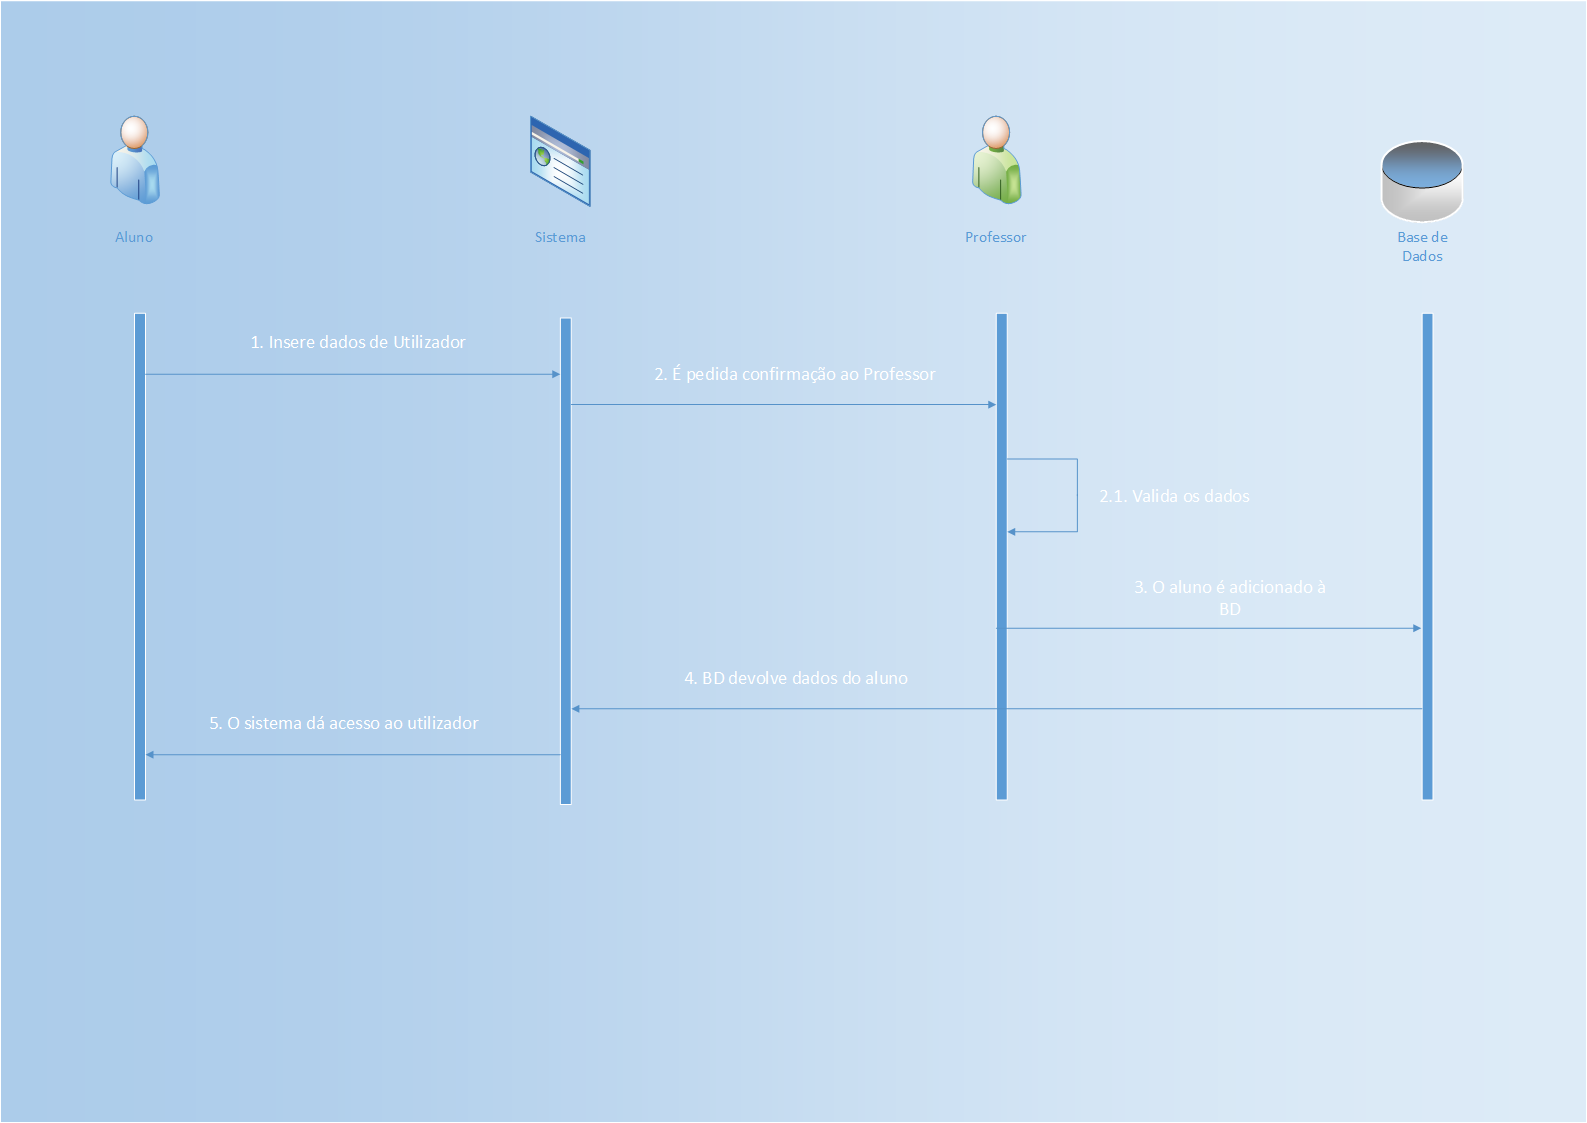 Aluno
Sistema
Professor
Base de
Dados
1. Insere dados de Utilizador
2. É pedida confirmação ao Professor
2.1. Valida os dados
3. O aluno é adicionado à
BD
4. BD devolve dados do aluno
5. O sistema dá acesso ao utilizador